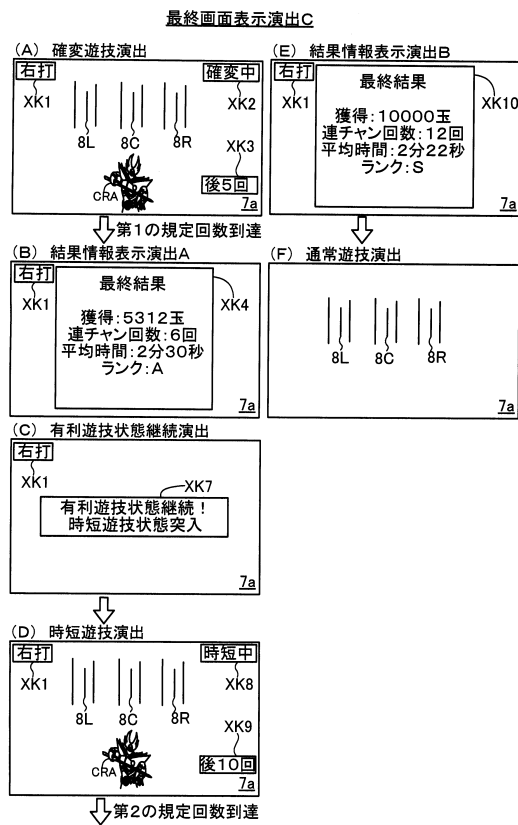 最終画面表示演出C
(A) 確変遊技演出
右打
確変中
XK1
XK2
8L 8C 8R
XK3
CRA
後5回
7a
第1の規定回数到達
(B) 結果情報表示演出A
右打
XK1
最終結果
XK4
獲得:5312玉
連チャン回数:6回
平均時間:2分30秒
ランク:A
7a
(C) 有利遊技状態継続演出
右打
XK1
XK7
有利遊技状態継続!
時短遊技状態突入
7a
(D) 時短遊技演出
右打
時短中
XK1
XK8
8L 8C 8R
XK9
CRA
後10回
7a
第2の規定回数到達
(E) 結果情報表示演出B
右打
XK1
最終結果
XK10
獲得:10000玉
連チャン回数:12回
平均時間:2分22秒
ランク:S
7a
(F) 通常遊技演出
8L 8C 8R
7a